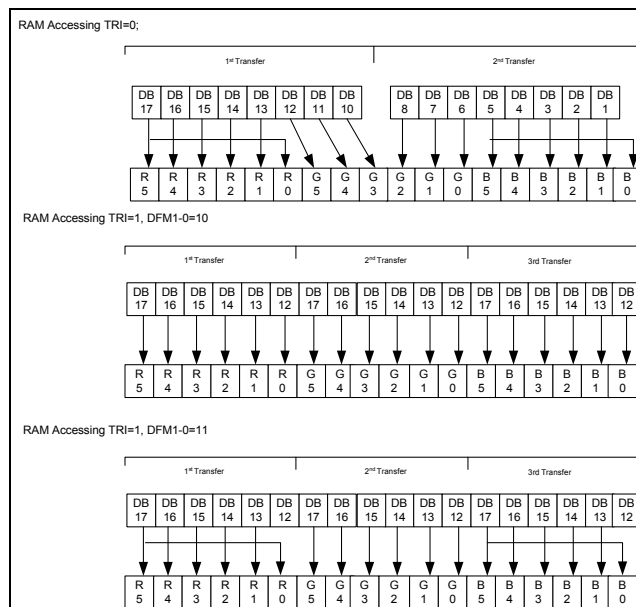 RAM Accessing TRI=0;
1st Transfer 2nd Transfer
DB DB DB DB DB DB DB DB DB DB DB DB DB DB DB DB
17 16 15 14 13 12 11 10 8 7 6 5 4 3 2 1
R R R R R R G G G G G G B B B B B B
5 4 3 2 1 0 5 4 3 2 1 0 5 4 3 2 1 0
RAM Accessing TRI=1, DFM1-0=10
1st Transfer 2nd Transfer 3rd Transfer
DB DB DB DB DB DB DB DB DB DB DB DB DB DB DB DB DB DB
17 16 15 14 13 12 17 16 15 14 13 12 17 16 15 14 13 12
R R R R R R G G G G G G B B B B B B
5 4 3 2 1 0 5 4 3 2 1 0 5 4 3 2 1 0
RAM Accessing TRI=1, DFM1-0=11
1st Transfer 2nd Transfer 3rd Transfer
DB DB DB DB DB DB DB DB DB DB DB DB DB DB DB DB DB DB
17 16 15 14 13 12 17 16 15 14 13 12 17 16 15 14 13 12
R R R R R R G G G G G G B B B B B B
5 4 3 2 1 0 5 4 3 2 1 0 5 4 3 2 1 0